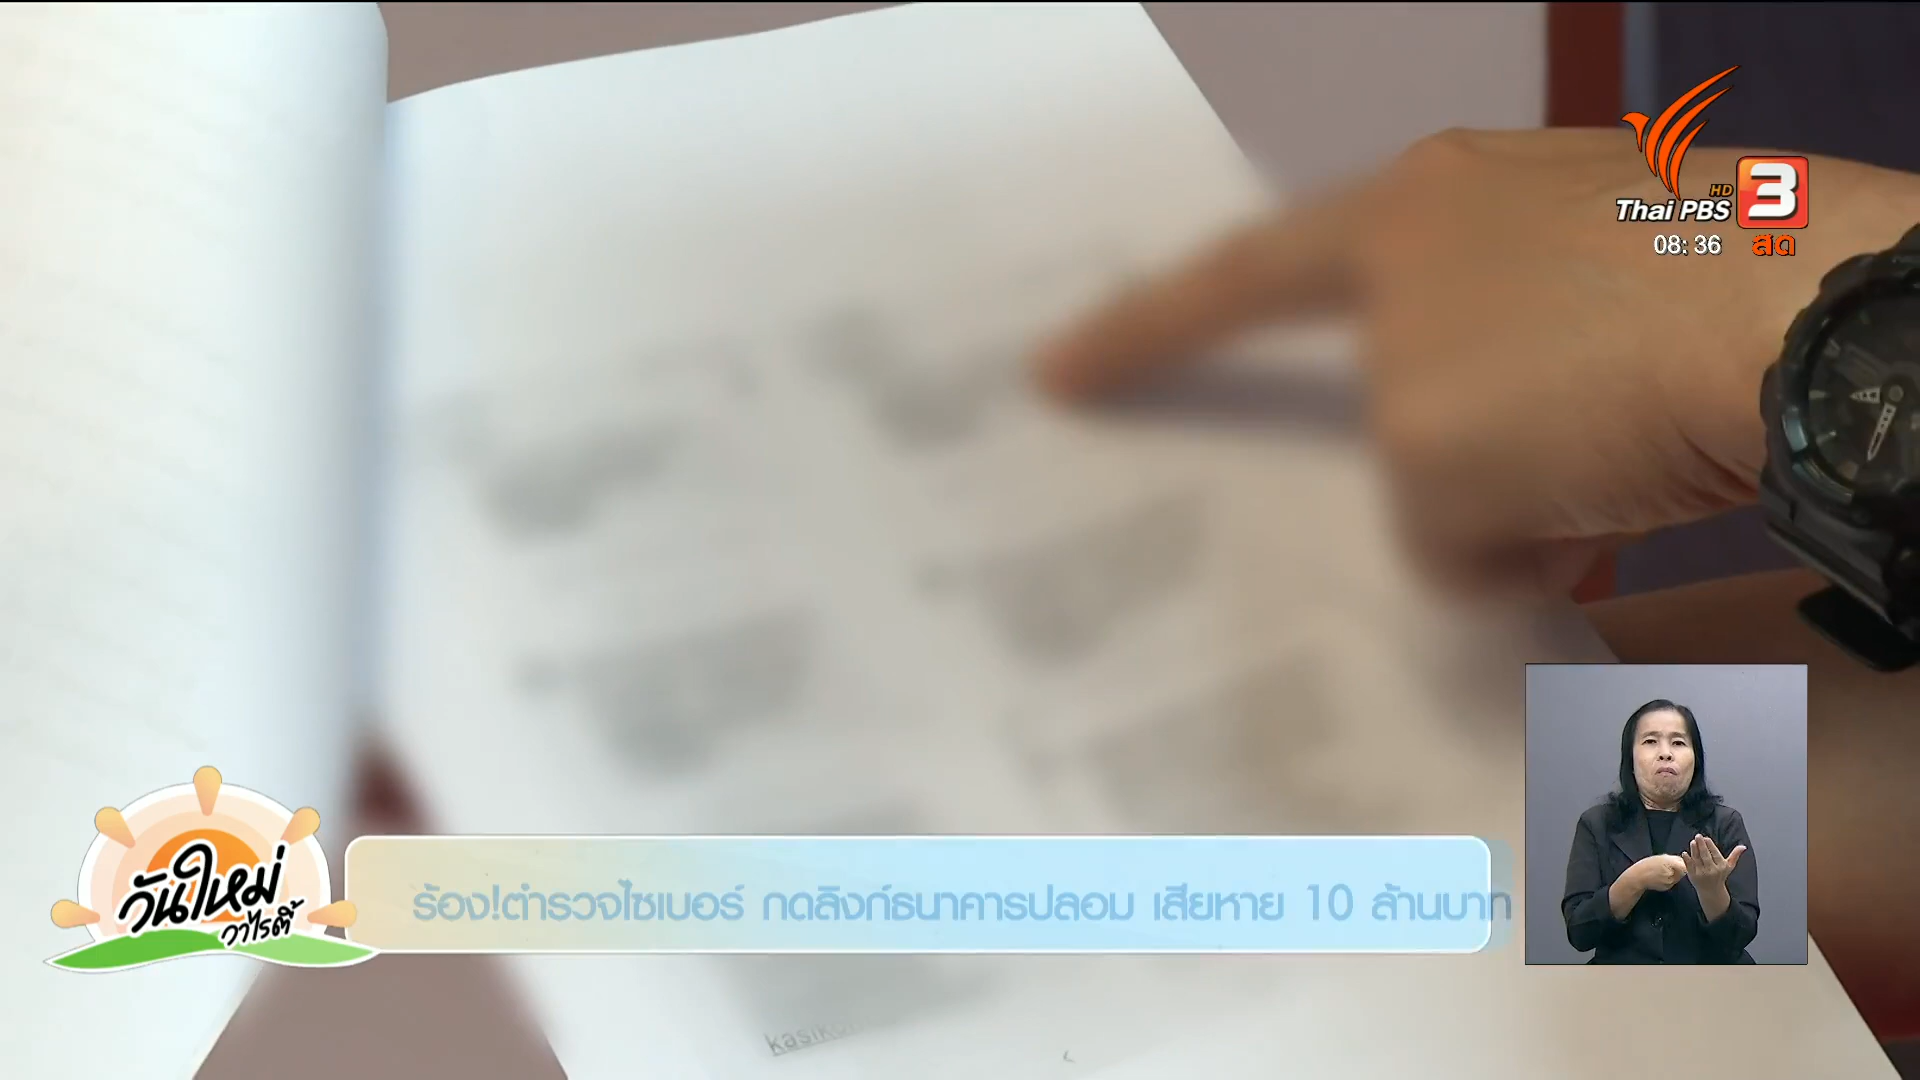 HD
Thai PBS 3
08: 36 สด
วันใหม่
วาไรตี้
ร้อง!ตำรวจไซเบอร์ กดลิงก์ธนาคารปลอม เสียหาย 10 ล้านบาท